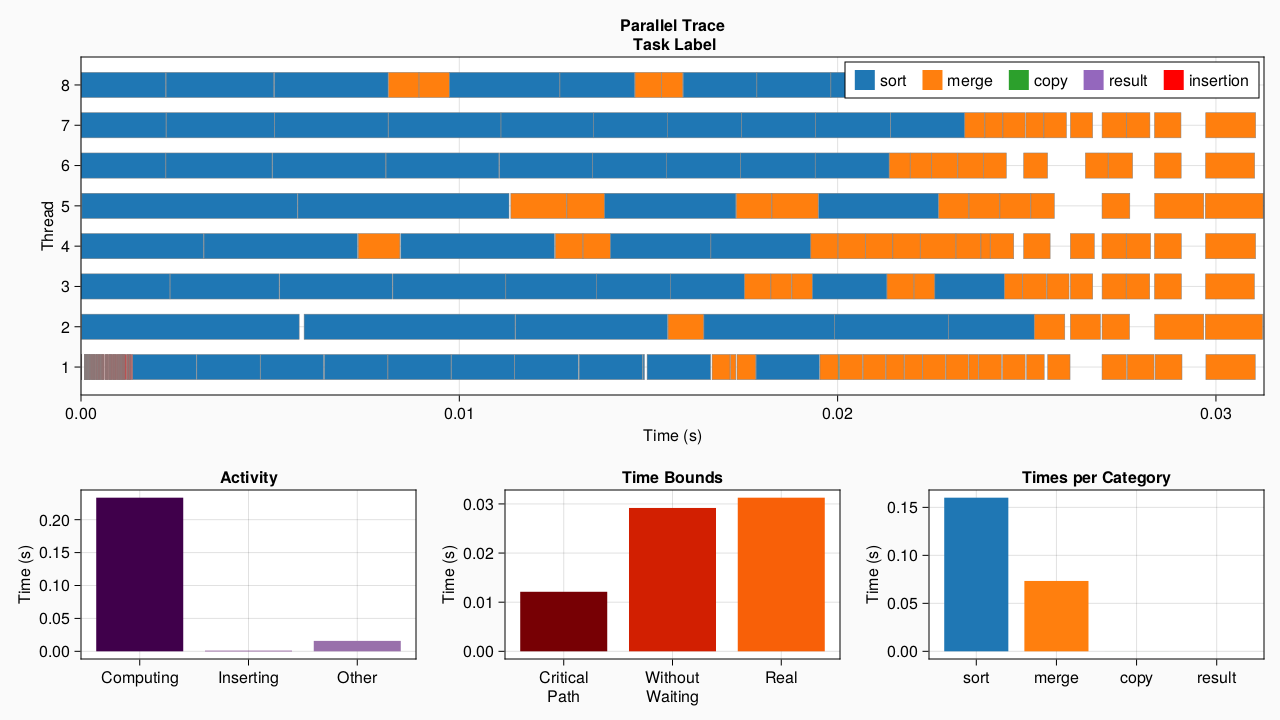 Parallel Trace
Task Label
sort merge copy result insertion
Thread
8
7
6
5
4
3
2
1
0.00 0.01 0.02 0.03
Time (s)
Activity
Time (s)
0.20
0.15
0.10
0.05
0.00
Computing Inserting Other
Time Bounds
Time (s)
0.03
0.02
0.01
0.00
Critical Path
Without Waiting
Real
Times per Category
Time (s)
0.15
0.10
0.05
0.00
sort merge copy result